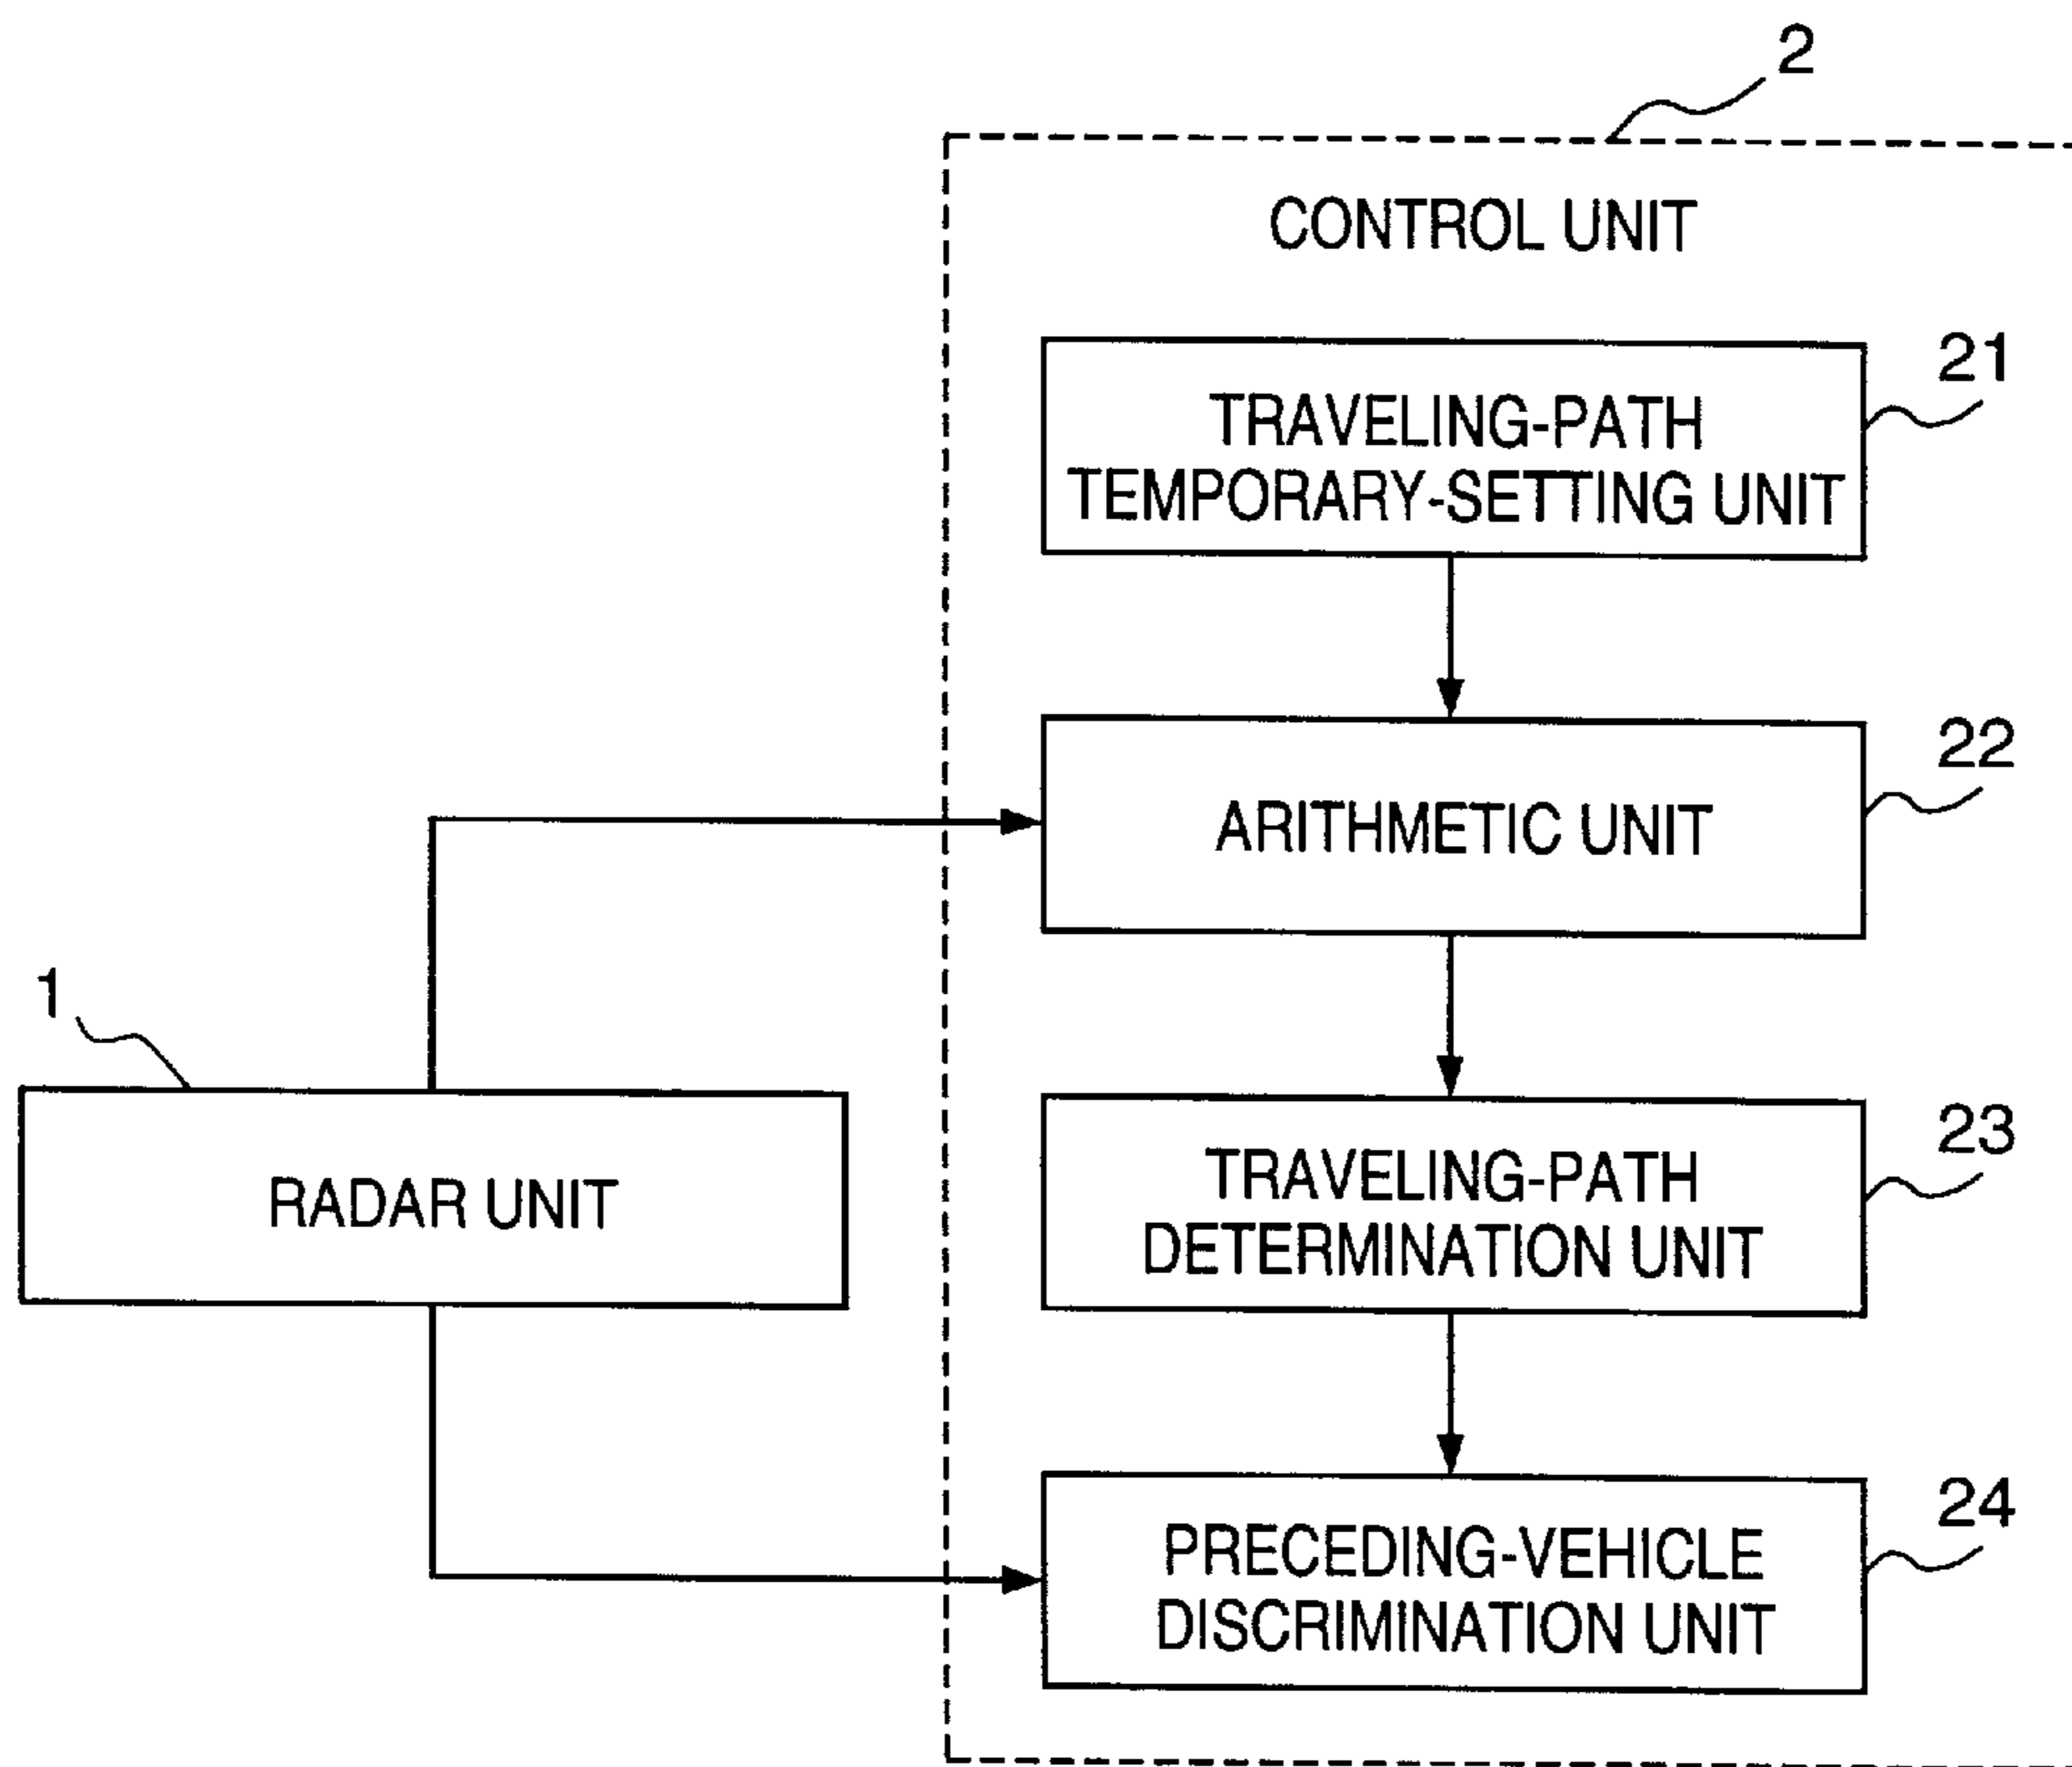 2
CONTROL UNIT
21
TRAVELING-PATH
TEMPORARY-SETTING UNIT
22
ARITHMETIC UNIT
1
RADAR UNIT
23
TRAVELING-PATH
DETERMINATION UNIT
24
PRECEDING-VEHICLE
DISCRIMINATION UNIT